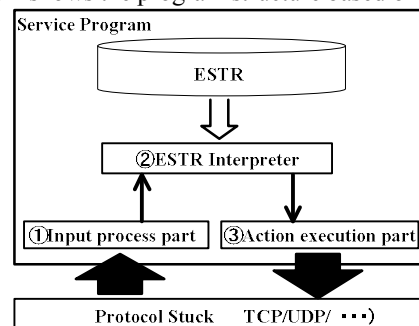 Service Program
ESTR
②ESTR Interpreter
①Input process part
③Action execution part
Protocol Stuck TCP/UDP/ ･･･)